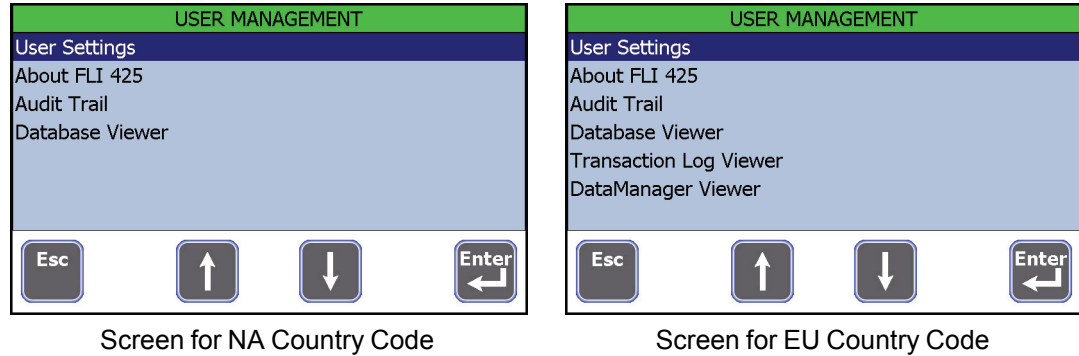 USER MANAGEMENT
User Settings
About FLI 425
Audit Trail
Database Viewer
Esc
Enter
Screen for NA Country Code
USER MANAGEMENT
User Settings
About FLI 425
Audit Trail
Database Viewer
Transaction Log Viewer
DataManager Viewer
Esc
Enter
Screen for EU Country Code